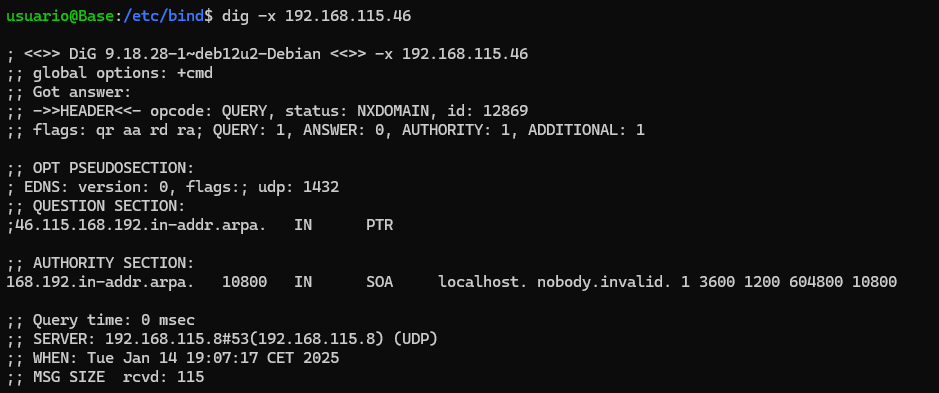 usuario@Base:/etc/bind$ dig -x 192.168.115.46

; <<>> DiG 9.18.28-1~deb12u2-Debian <<>> -x 192.168.115.46
;; global options: +cmd
;; Got answer:
;; ->>HEADER<<- opcode: QUERY, status: NXDOMAIN, id: 12869
;; flags: qr aa rd ra; QUERY: 1, ANSWER: 0, AUTHORITY: 1, ADDITIONAL: 1

;; OPT PSEUDOSECTION:
; EDNS: version: 0, flags:; udp: 1432
;; QUESTION SECTION:
;46.115.168.192.in-addr.arpa.   IN      PTR

;; AUTHORITY SECTION:
168.192.in-addr.arpa.   10800   IN      SOA     localhost. nobody.invalid. 1 3600 1200 604800 10800

;; Query time: 0 msec
;; SERVER: 192.168.115.8#53(192.168.115.8) (UDP)
;; WHEN: Tue Jan 14 19:07:17 CET 2025
;; MSG SIZE  rcvd: 115